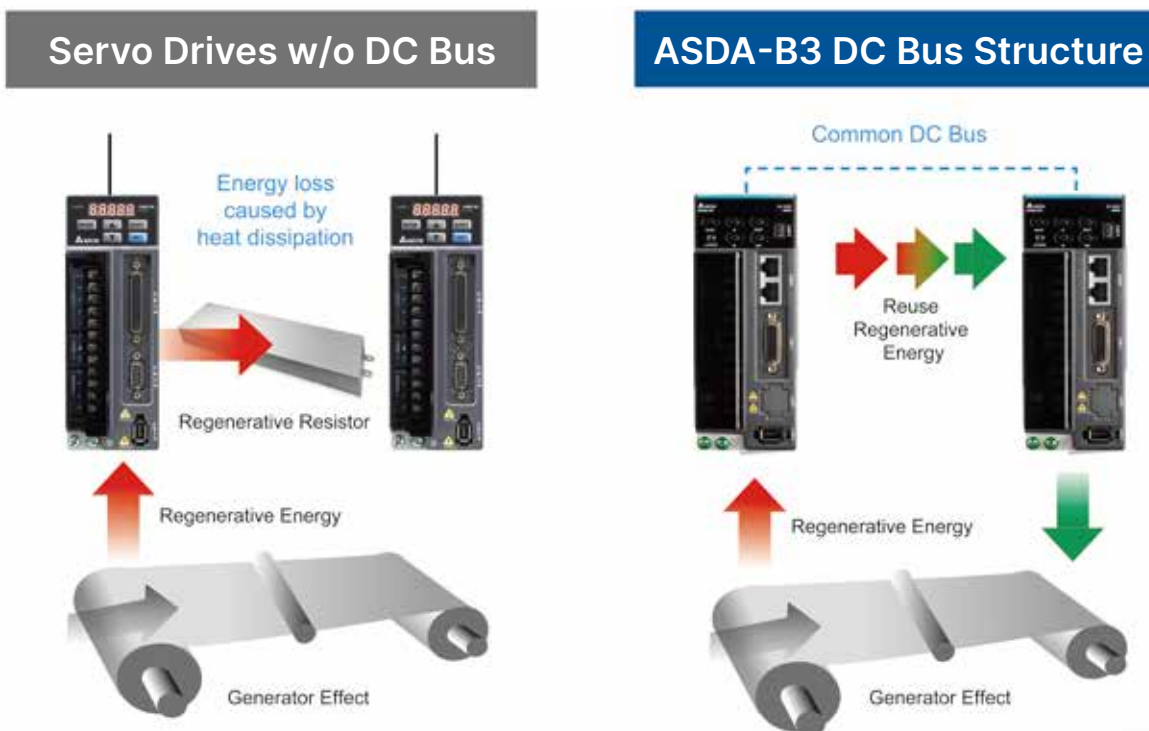 Servo Drives w/o DC Bus
Energy loss
caused by
heat dissipation
Regenerative Resistor
Regenerative Energy
Generator Effect
ASDA-B3 DC Bus Structure
Common DC Bus
Reuse
Regenerative
Energy
Regenerative Energy
Generator Effect